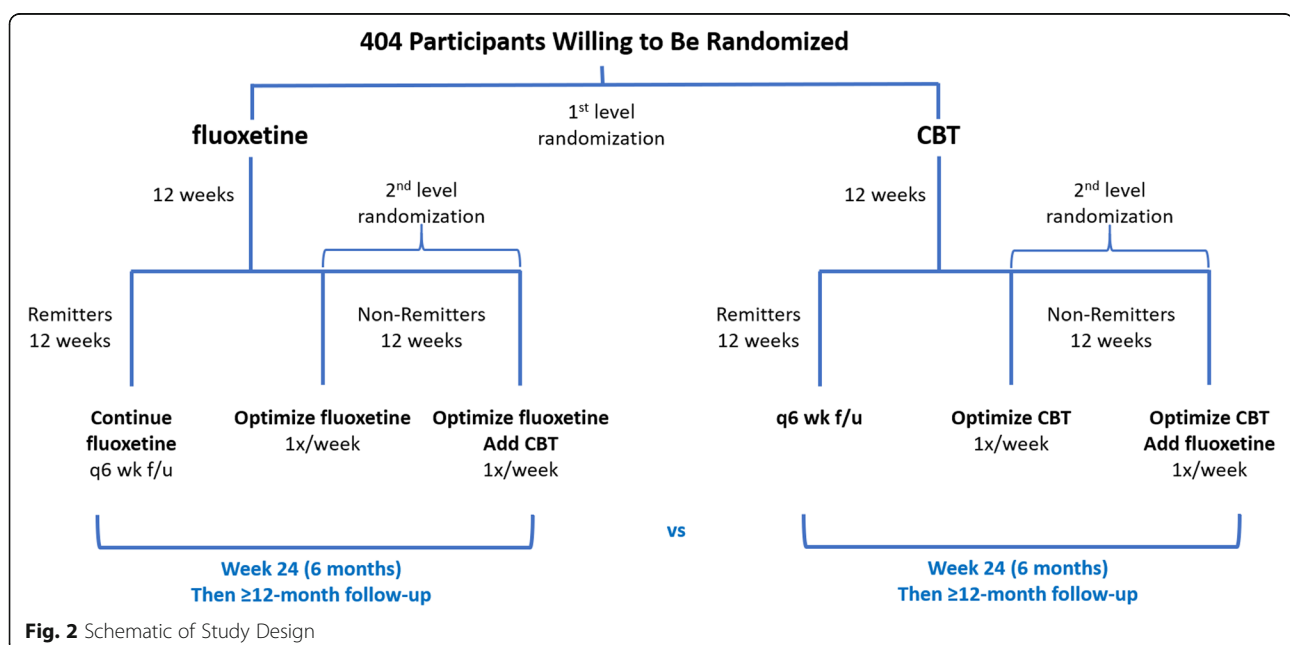 404 Participants Willing to Be Randomized
1st level
randomization
fluoxetine
CBT
12 weeks
2nd level
randomization
12 weeks
2nd level
randomization
Remitters
12 weeks
Non-Remitters
12 weeks
Remitters
12 weeks
Non-Remitters
12 weeks
Continue
fluoxetine
q6 wk f/u
Optimize fluoxetine
1x/week
Optimize fluoxetine
Add CBT
1x/week
q6 wk f/u
Optimize CBT
1x/week
Optimize CBT
Add fluoxetine
1x/week
vs
Week 24 (6 months)
Then ≥12-month follow-up
Week 24 (6 months)
Then ≥12-month follow-up
Fig. 2 Schematic of Study Design